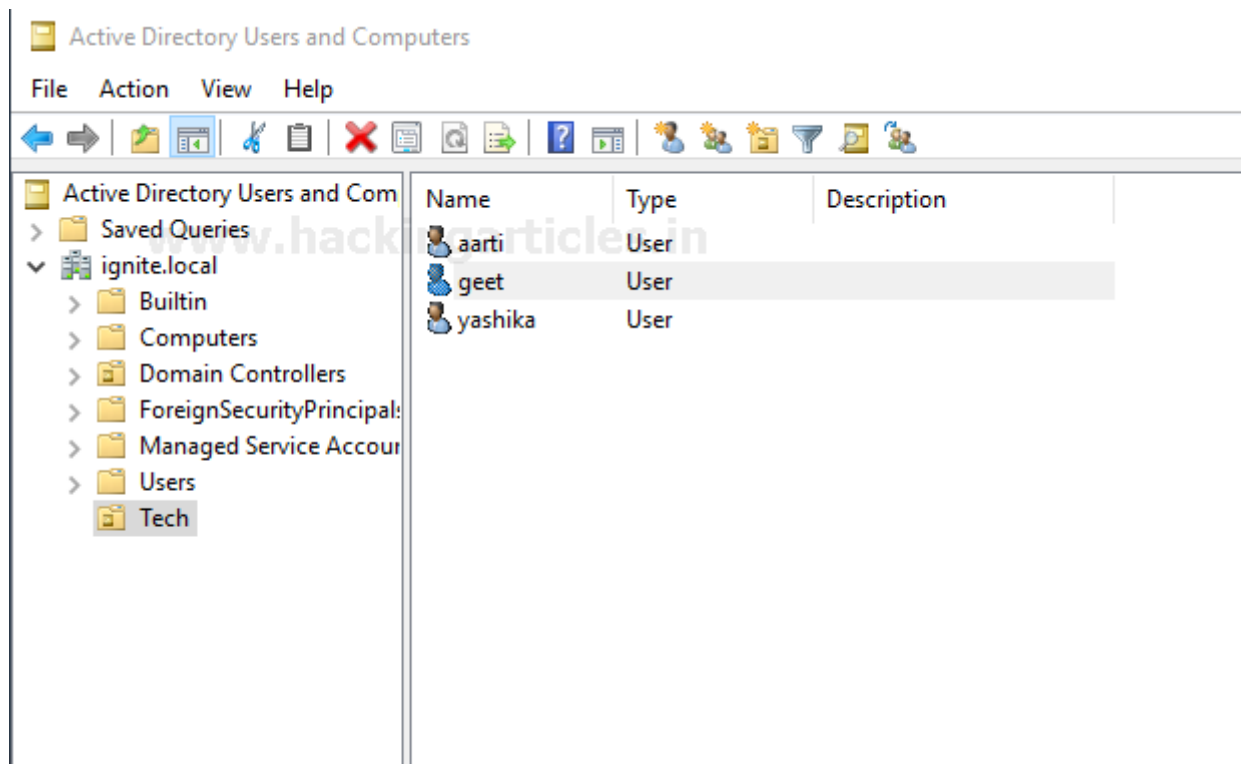 Active Directory Users and Computers
File Action View Help
Active Directory Users and Com
Saved Queries
ignite.local
Builtin
Computers
Domain Controllers
ForeignSecurityPrincipals
Managed Service Accoun
Users
Tech
Name Type Description
aarti User
geet User
yashika User
www.hackingarticles.in